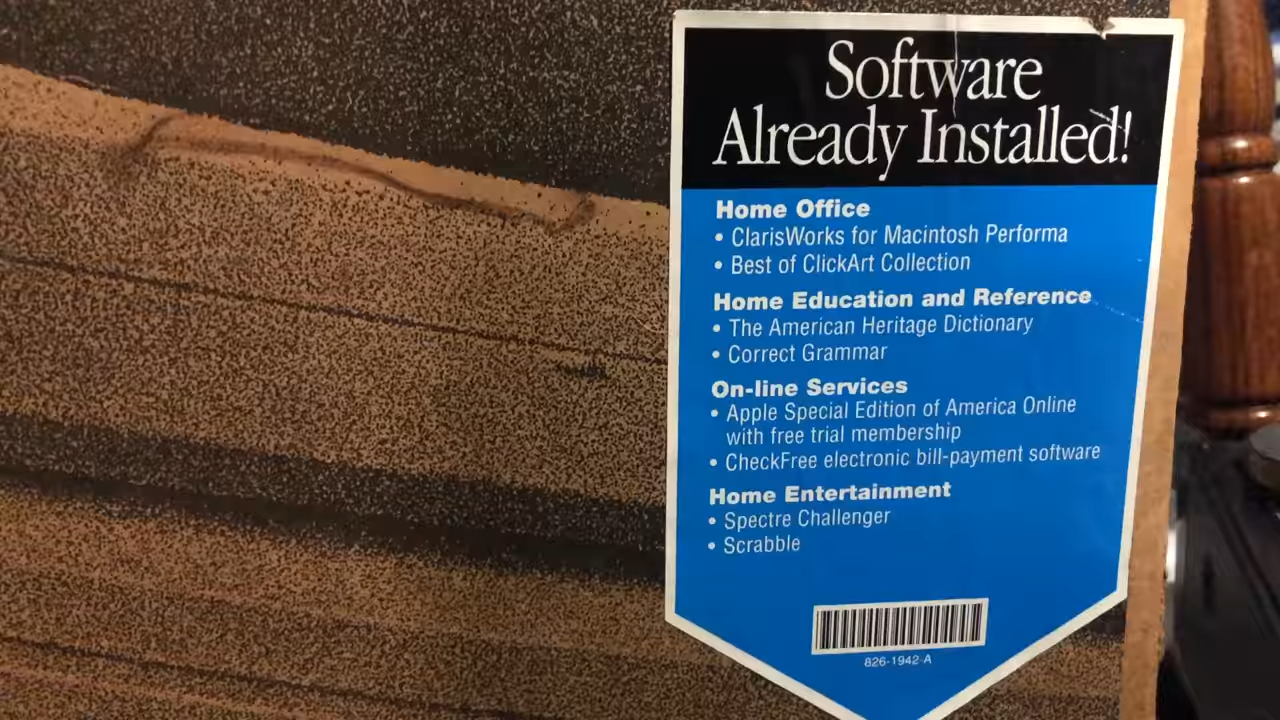 Software
Already Installed!
Home Office
• ClarisWorks for Macintosh Performa
• Best of ClickArt Collection
Home Education and Reference
• The American Heritage Dictionary
• Correct Grammar
On-line Services
• Apple Special Edition of America Online
with free trial membership
• CheckFree electronic bill-payment software
Home Entertainment
• Spectre Challenger
• Scrabble
826-1942-A